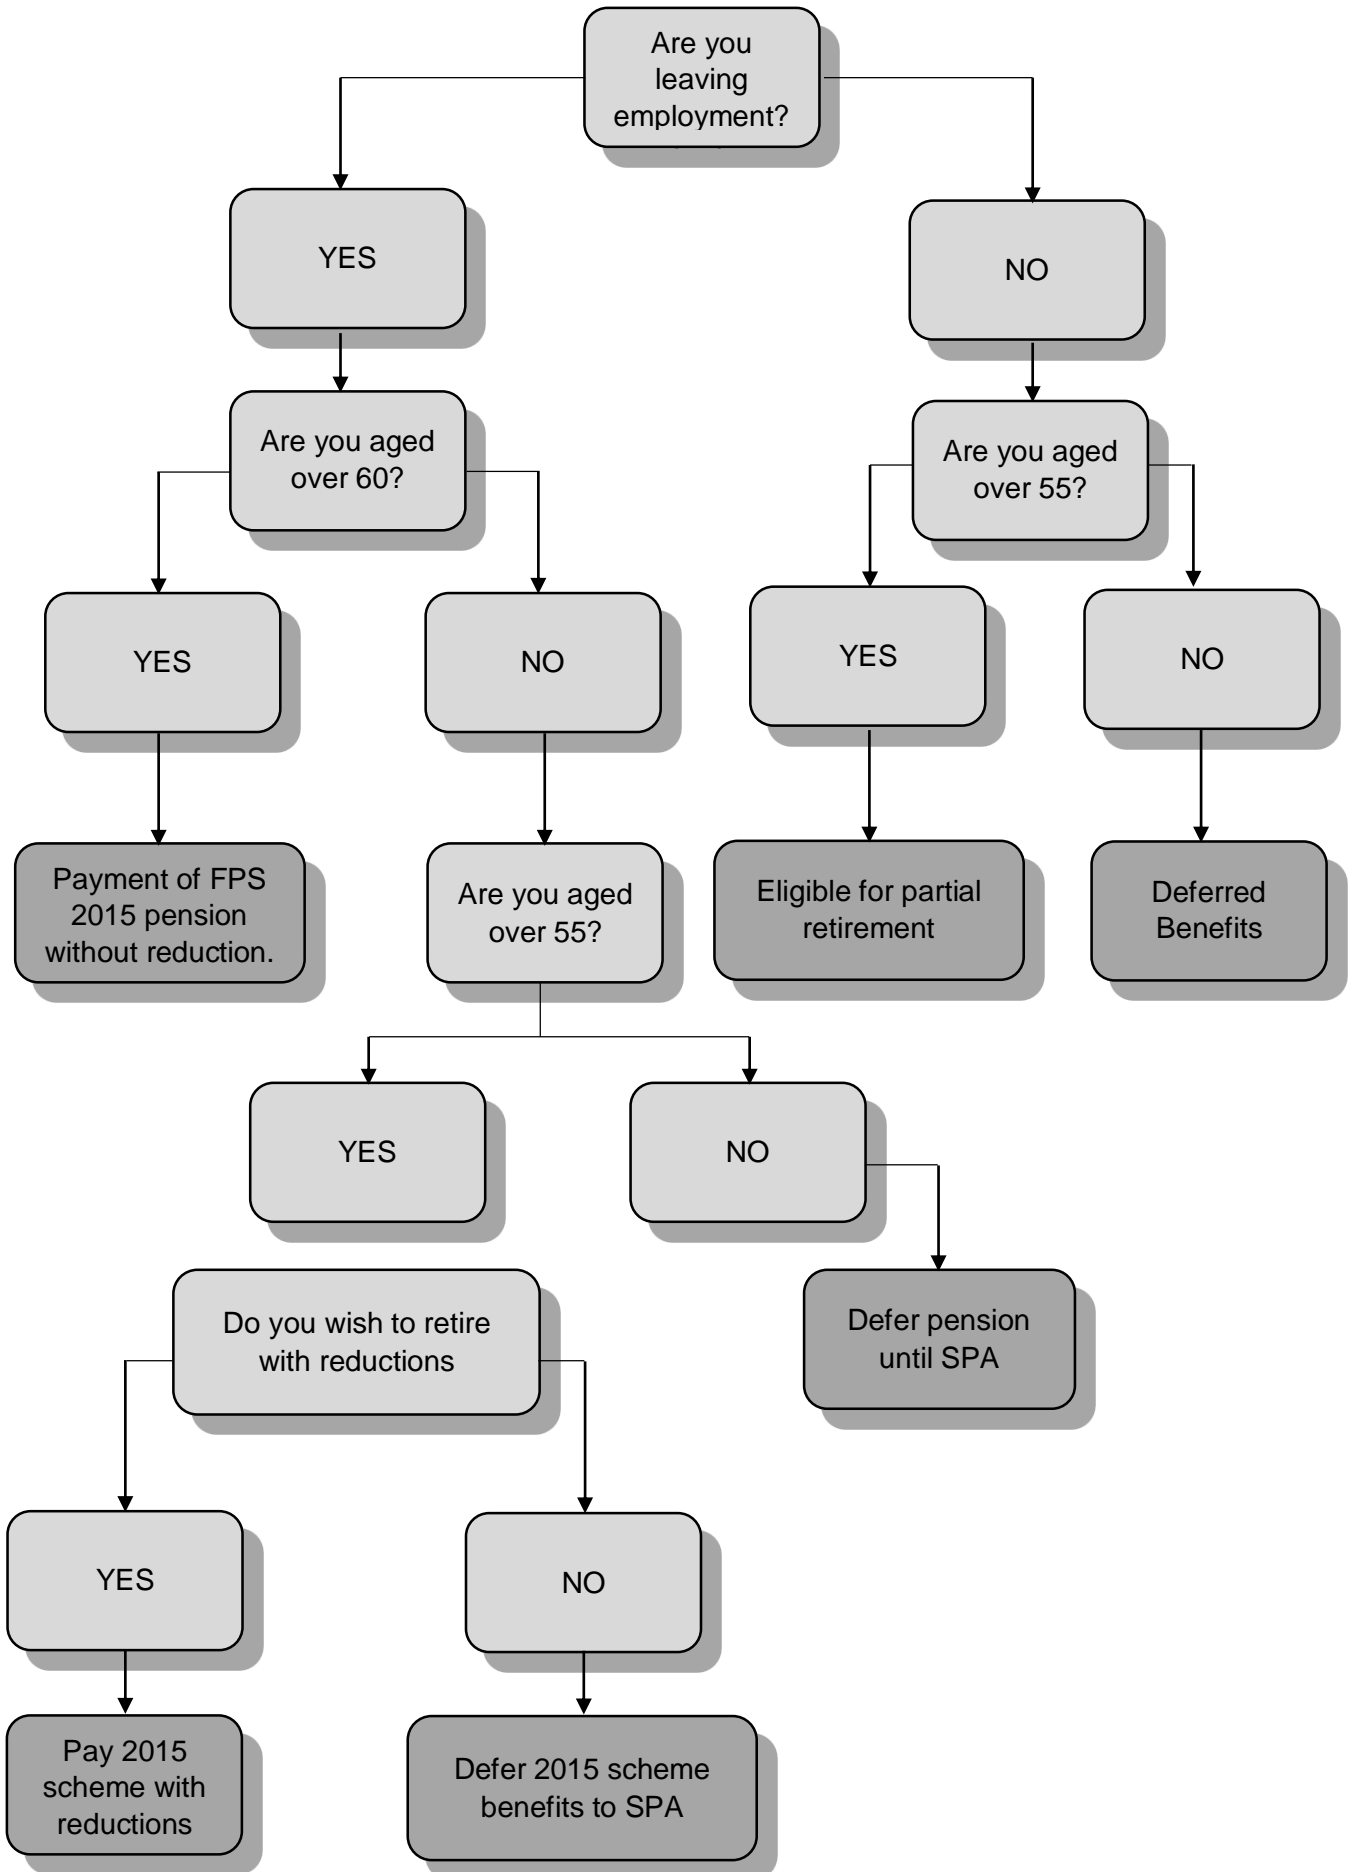 Are you
leaving
employment?
YES
NO
Are you aged
over 60?
Are you aged
over 55?
YES
NO
YES
NO
Payment of FPS
2015 pension
without reduction.
Are you aged
over 55?
Eligible for partial
retirement
Deferred
Benefits
YES
NO
Do you wish to retire
with reductions
Defer pension
until SPA
YES
NO
Pay 2015
scheme with
reductions
Defer 2015 scheme
benefits to SPA